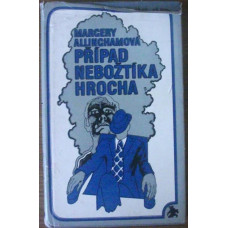 MARGERY
ALLINGHAMOVÁ
PŘÍPAD
NEBOŽTÍKA
HROCHA